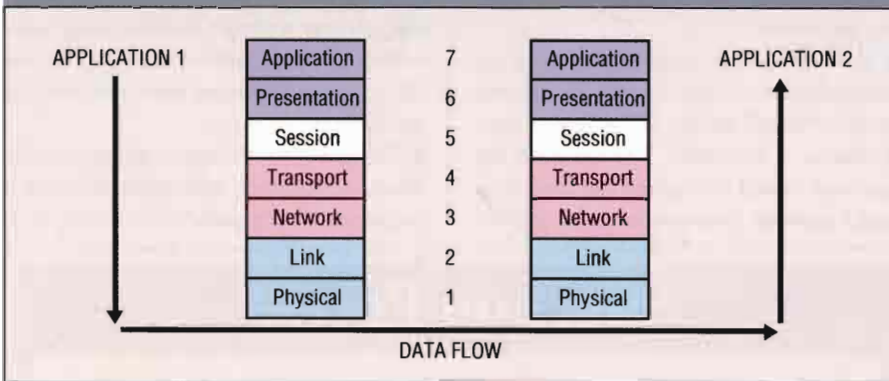 APPLICATION 1
Application 7 Application
APPLICATION 2
Presentation 6 Presentation
Session 5 Session
Transport 4 Transport
Network 3 Network
Link 2 Link
Physical 1 Physical
DATA FLOW